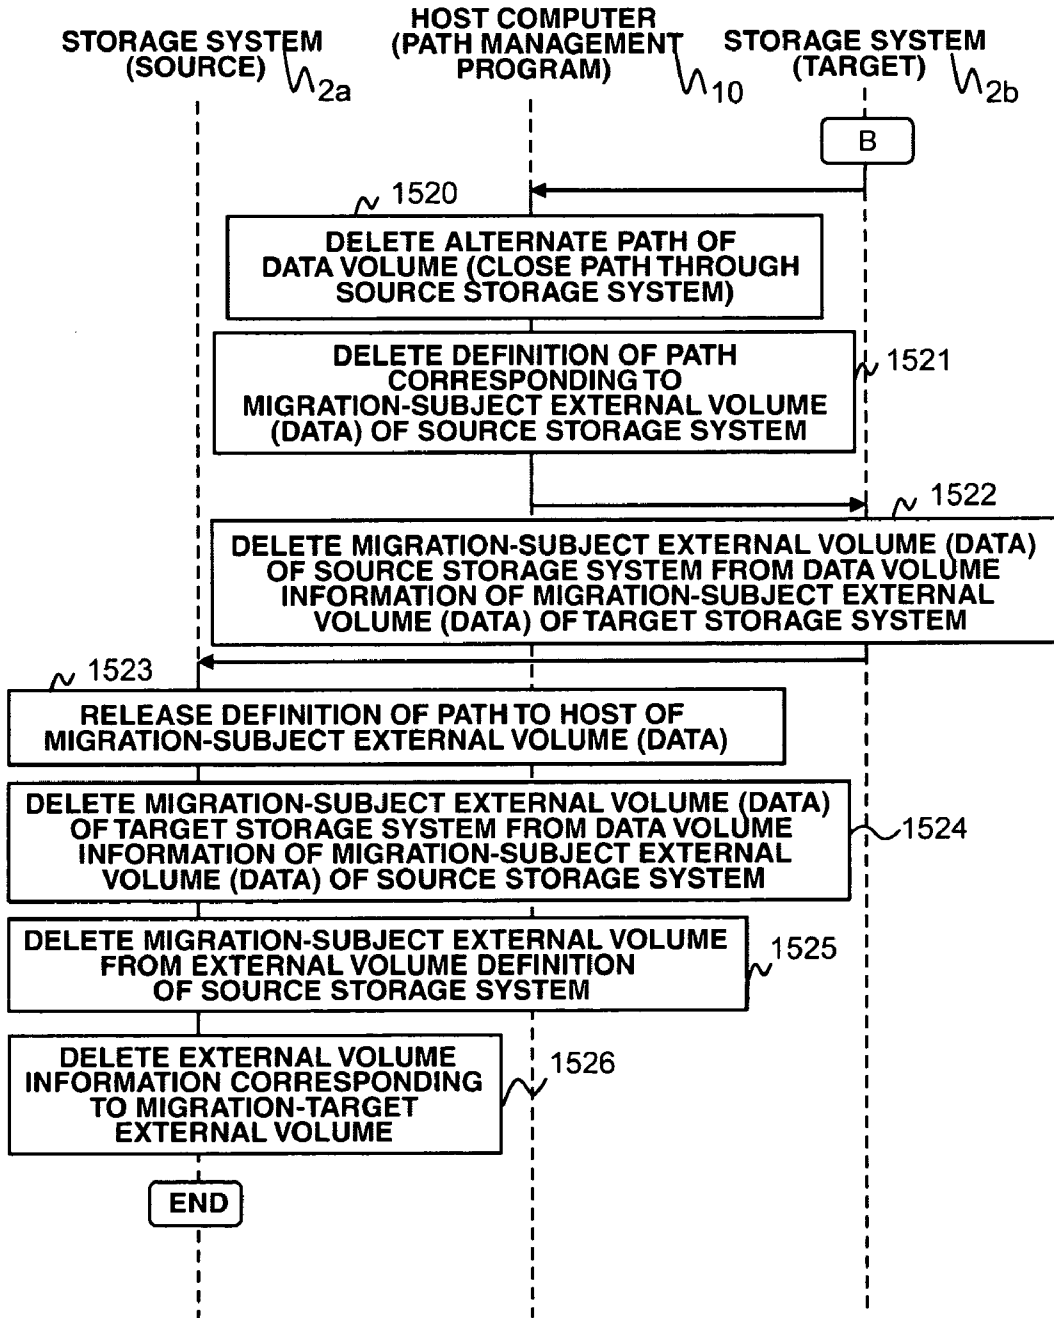 STORAGE SYSTEM
(SOURCE)
2a
HOST COMPUTER
(PATH MANAGEMENT
PROGRAM)
10
STORAGE SYSTEM
(TARGET)
2b
B
1520
DELETE ALTERNATE PATH OF
DATA VOLUME (CLOSE PATH THROUGH
SOURCE STORAGE SYSTEM)
DELETE DEFINITION OF PATH
CORRESPONDING TO
MIGRATION-SUBJECT EXTERNAL VOLUME
(DATA) OF SOURCE STORAGE SYSTEM
1521
1522
DELETE MIGRATION-SUBJECT EXTERNAL VOLUME (DATA)
OF SOURCE STORAGE SYSTEM FROM DATA VOLUME
INFORMATION OF MIGRATION-SUBJECT EXTERNAL
VOLUME (DATA) OF TARGET STORAGE SYSTEM
1523
RELEASE DEFINITION OF PATH TO HOST OF
MIGRATION-SUBJECT EXTERNAL VOLUME (DATA)
DELETE MIGRATION-SUBJECT EXTERNAL VOLUME (DATA)
OF TARGET STORAGE SYSTEM FROM DATA VOLUME
INFORMATION OF MIGRATION-SUBJECT EXTERNAL
VOLUME (DATA) OF SOURCE STORAGE SYSTEM
1524
DELETE MIGRATION-SUBJECT EXTERNAL VOLUME
FROM EXTERNAL VOLUME DEFINITION
OF SOURCE STORAGE SYSTEM
1525
DELETE EXTERNAL VOLUME
INFORMATION CORRESPONDING
TO MIGRATION-TARGET
EXTERNAL VOLUME
1526
END